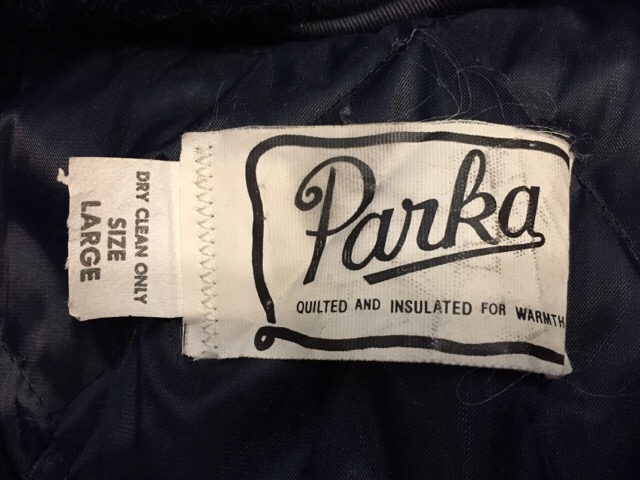 DRY CLEAN ONLY
SIZE
LARGE
Parka
QUILTED AND INSULATED FOR WARMTH